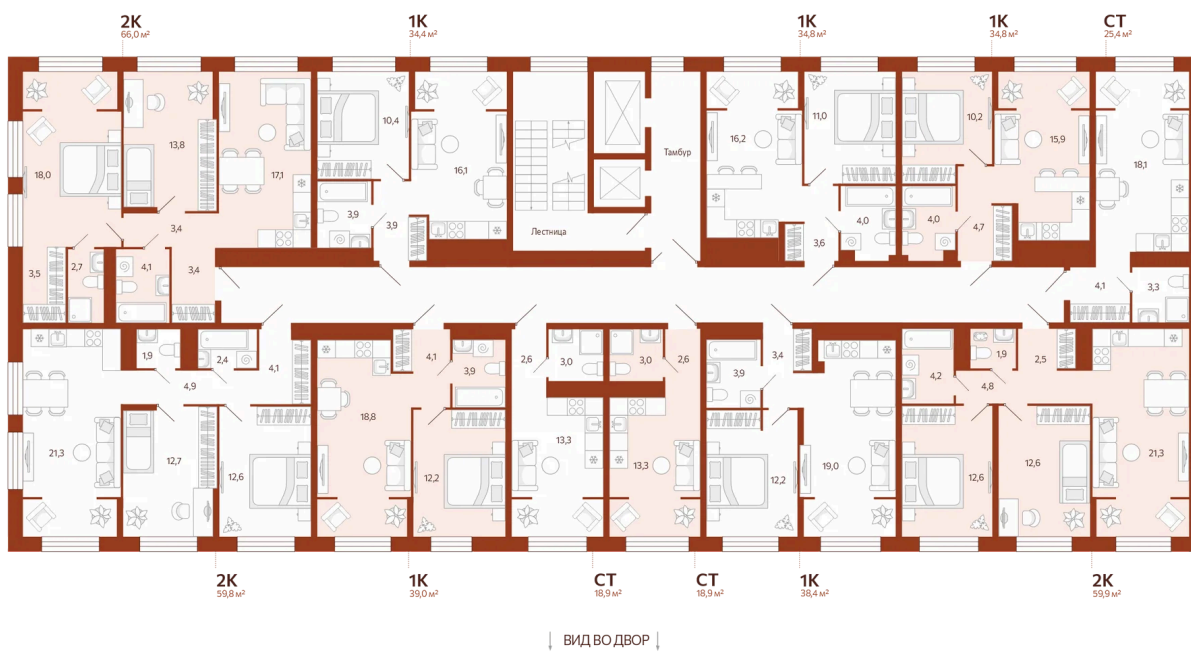 2К
66,0 м²
1К
34,4 м²
1К
34,8 м²
1К
34,8 м²
СТ
25,4 м²
18,0
13,8
17,1
3,4
3,5
2,7
4,1
3,4
10,4
16,1
3,9
3,9
Лестница
Тамбур
16,2
11,0
3,6
4,0
10,2
15,9
4,0
4,7
18,1
4,1
3,3
21,3
1,9
2,4
4,9
4,1
12,7
12,6
18,8
4,1
3,9
12,2
2,6
3,0
13,3
3,0
2,6
13,3
3,9
3,4
12,2
19,0
4,2
1,9
4,8
2,5
12,6
12,6
21,3
2К
59,8 м²
1К
39,0 м²
СТ
18,9 м²
СТ
18,9 м²
1К
38,4 м²
2К
59,9 м²
ВИД ВО ДВОР